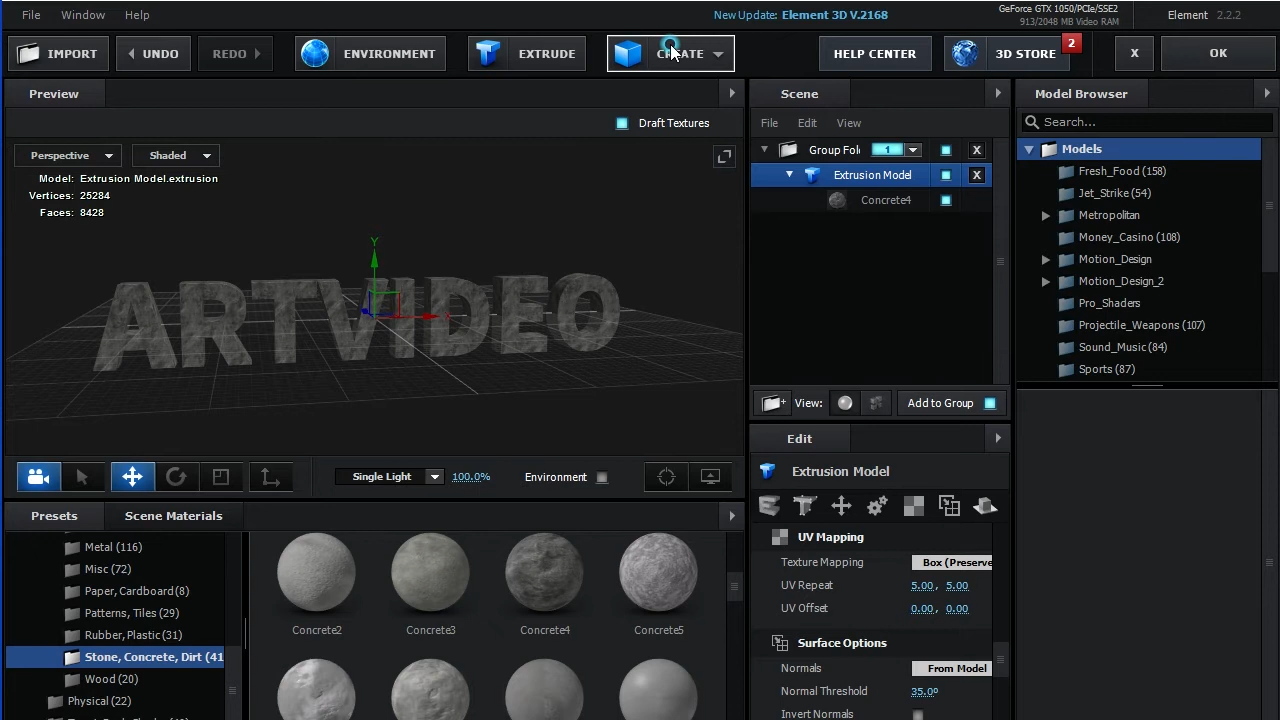 File Window Help
New Update: Element 3D V.2168
GeForce GTX 1050/PCIe/SSE2
913/2048 MB Video RAM
Element 2.2.2
IMPORT
UNDO
REDO
ENVIRONMENT
EXTRUDE
CREATE
HELP CENTER
3D STORE
2
X
OK
Preview
Draft Textures
Perspective
Shaded
Model: Extrusion Model.extrusion
Vertices: 25284
Faces: 8428
Y
ARTVIDEO
Single Light
100.0%
Environment
Scene
File Edit View
Group Fol
1
X
Extrusion Model
X
Concrete4
View:
Add to Group
Edit
Extrusion Model
UV Mapping
Texture Mapping Box (Preserve
UV Repeat 5.00, 5.00
UV Offset 0.00, 0.00
Surface Options
Normals From Model
Normal Threshold 35.0º
Invert Normals
Model Browser
Search...
Models
Fresh_Food (158)
Jet_Strike (54)
Metropolitan
Money_Casino (108)
Motion_Design
Motion_Design_2
Pro_Shaders
Projectile_Weapons (107)
Sound_Music (84)
Sports (87)
Presets
Scene Materials
Metal (116)
Misc (72)
Paper, Cardboard (8)
Patterns, Tiles (29)
Rubber, Plastic (31)
Stone, Concrete, Dirt (41
Wood (20)
Physical (22)
Concrete2
Concrete3
Concrete4
Concrete5